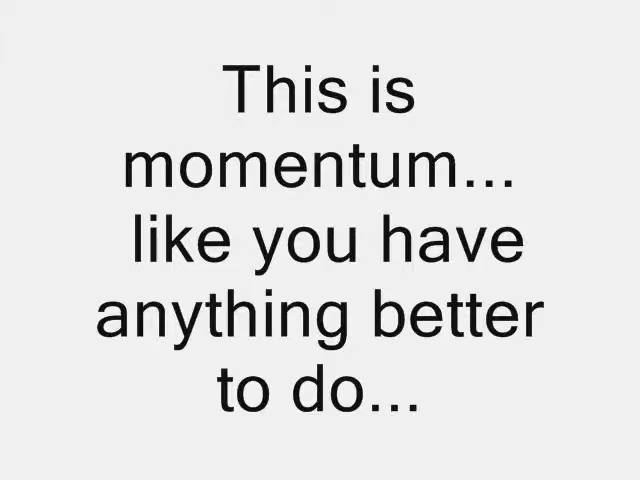 This is
momentum...
like you have
anything better
to do...